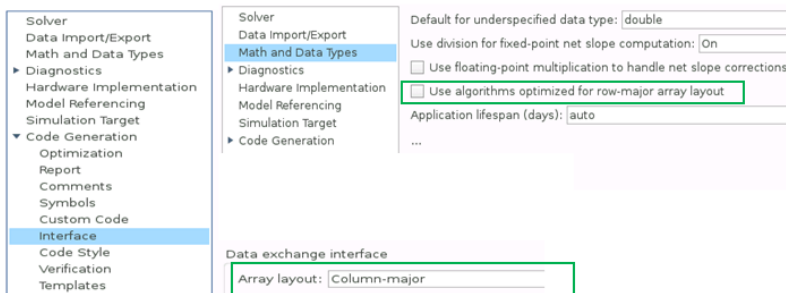 Solver
Data Import/Export
Math and Data Types
Diagnostics
Hardware Implementation
Model Referencing
Simulation Target
Code Generation
Optimization
Report
Comments
Symbols
Custom Code
Interface
Code Style
Verification
Templates
Solver
Data Import/Export
Math and Data Types
Diagnostics
Hardware Implementation
Model Referencing
Simulation Target
Code Generation
Default for underspecified data type: double
Use division for fixed-point net slope computation: On
Use floating-point multiplication to handle net slope corrections
Use algorithms optimized for row-major array layout
Application lifespan (days): auto
...
Data exchange interface
Array layout: Column-major